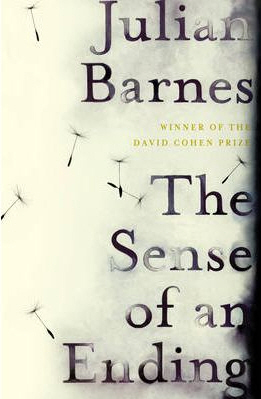 Julian
Barnes
WINNER OF THE
DAVID COHEN PRIZE
The
Sense
of an
Ending